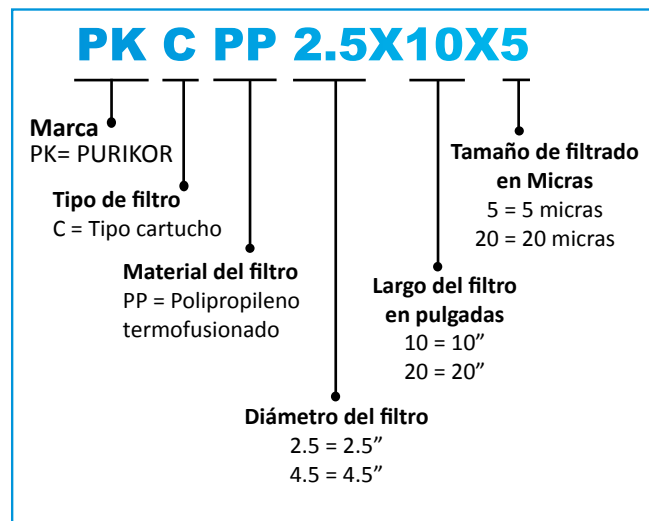 PK C PP 2.5X10X5
Marca
PK= PURIKOR
Tipo de filtro
C = Tipo cartucho
Material del filtro
PP = Polipropileno
termofusionado
Diámetro del filtro
2.5 = 2.5”
4.5 = 4.5”
Largo del filtro
en pulgadas
10 = 10”
20 = 20”
Tamaño de filtrado
en Micras
5 = 5 micras
20 = 20 micras